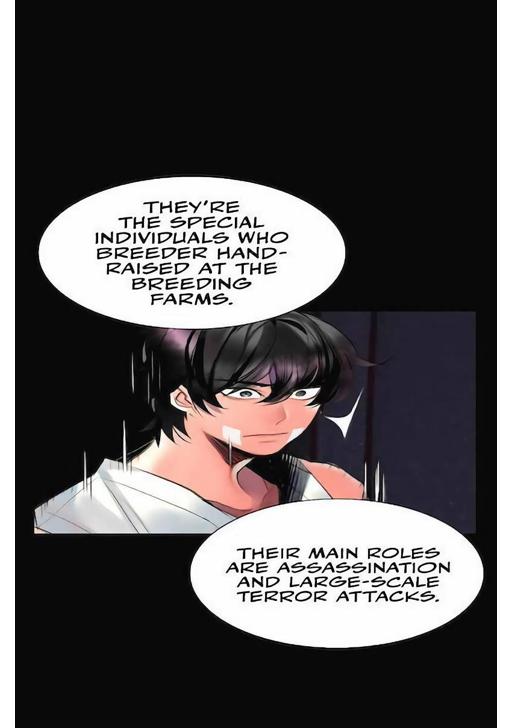 THEY'RE
THE SPECIAL
INDIVIDUALS WHO
BREEDER HAND-
RAISED AT THE
BREEDING
FARMS.
THEIR MAIN ROLES
ARE ASSASSINATION
AND LARGE-SCALE
TERROR ATTACKS.